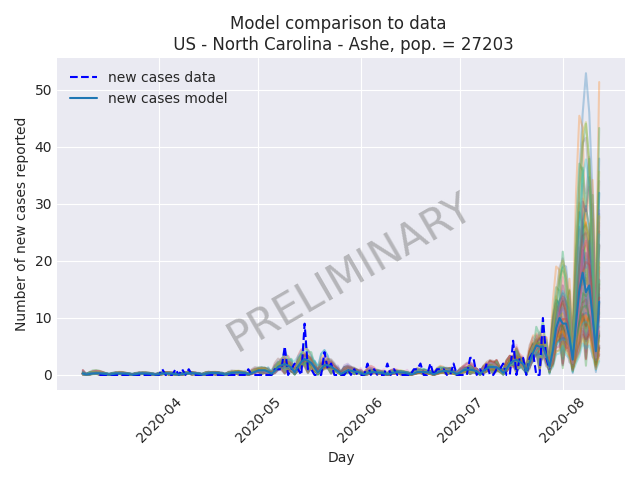 Model comparison to data
US - North Carolina - Ashe, pop. = 27203
new cases data
new cases model
PRELIMINARY
Number of new cases reported
50
40
30
20
10
0
2020-04
2020-05
2020-06
2020-07
2020-08
Day